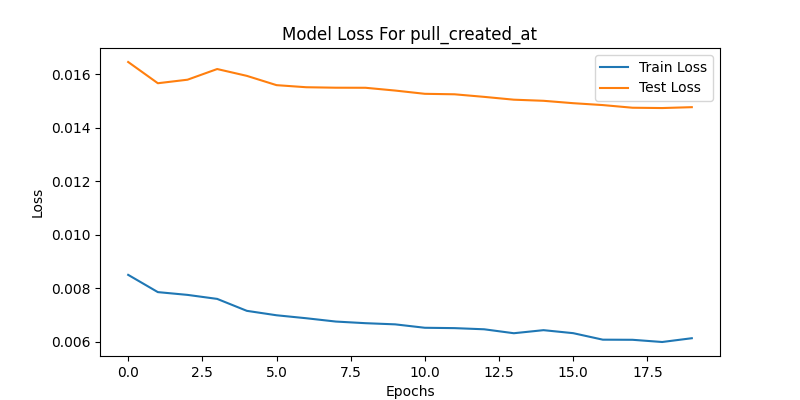 Model Loss For pull_created_at
Train Loss
Test Loss
0.016
0.014
0.012
0.010
0.008
0.006
Loss
0.0 2.5 5.0 7.5 10.0 12.5 15.0 17.5
Epochs